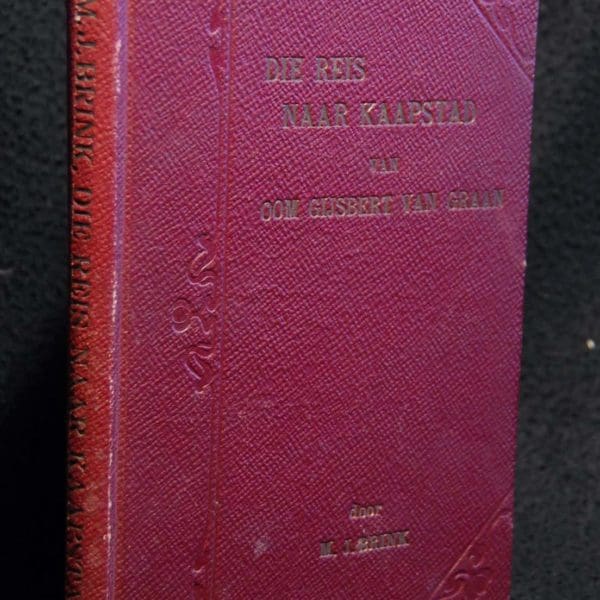 DIE REIS
NAAR KAAPSTAD
VAN
OOM GIJSBERT VAN GRAAN
door
M. J. BRINK
M. J. BRINK, DIE REIS NAAR KAAPSTAD